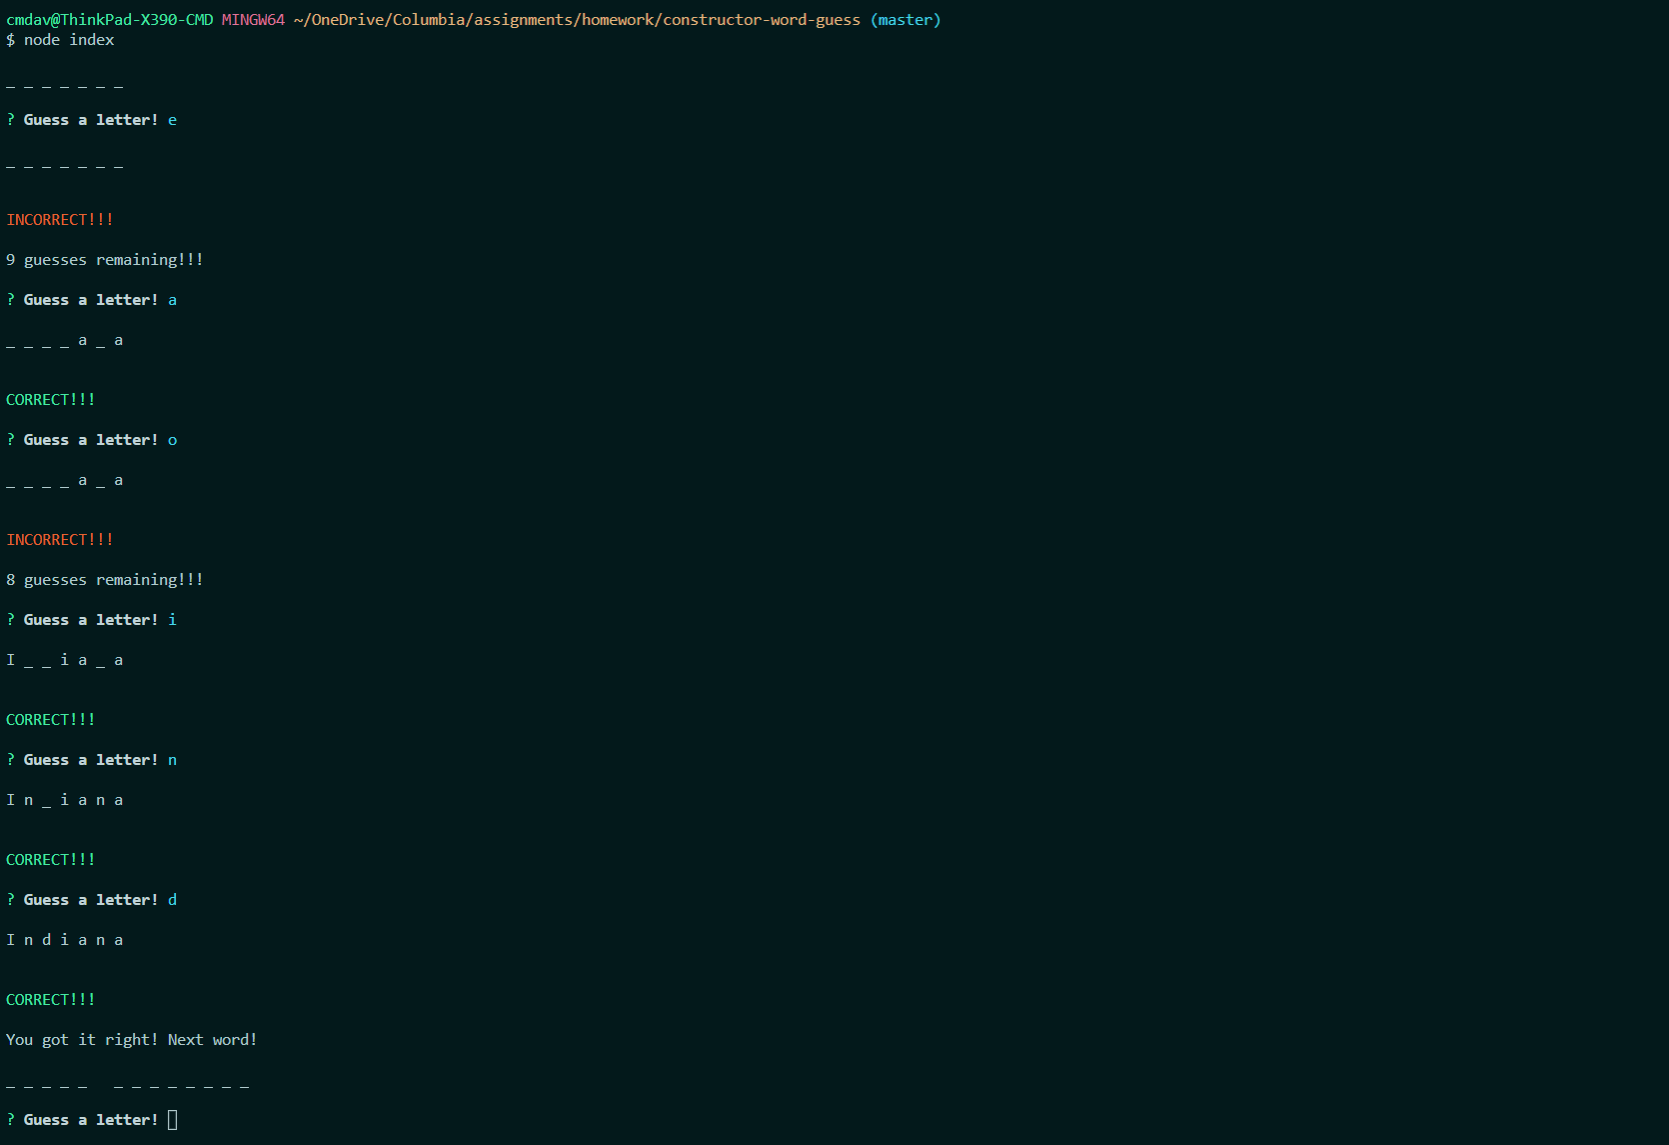 cmdav@ThinkPad-X390-CMD MINGW64 ~/OneDrive/Columbia/assignments/homework/constructor-word-guess (master)
$ node index
_ _ _ _ _ _ _
? Guess a letter! e
_ _ _ _ _ _ _
INCORRECT!!!
9 guesses remaining!!!
? Guess a letter! a
_ _ _ _ a _ a
CORRECT!!!
? Guess a letter! o
_ _ _ _ a _ a
INCORRECT!!!
8 guesses remaining!!!
? Guess a letter! i
I _ _ i a _ a
CORRECT!!!
? Guess a letter! n
I n _ i a n a
CORRECT!!!
? Guess a letter! d
I n d i a n a
CORRECT!!!
You got it right! Next word!
_ _ _ _ _   _ _ _ _ _ _ _ _
? Guess a letter!